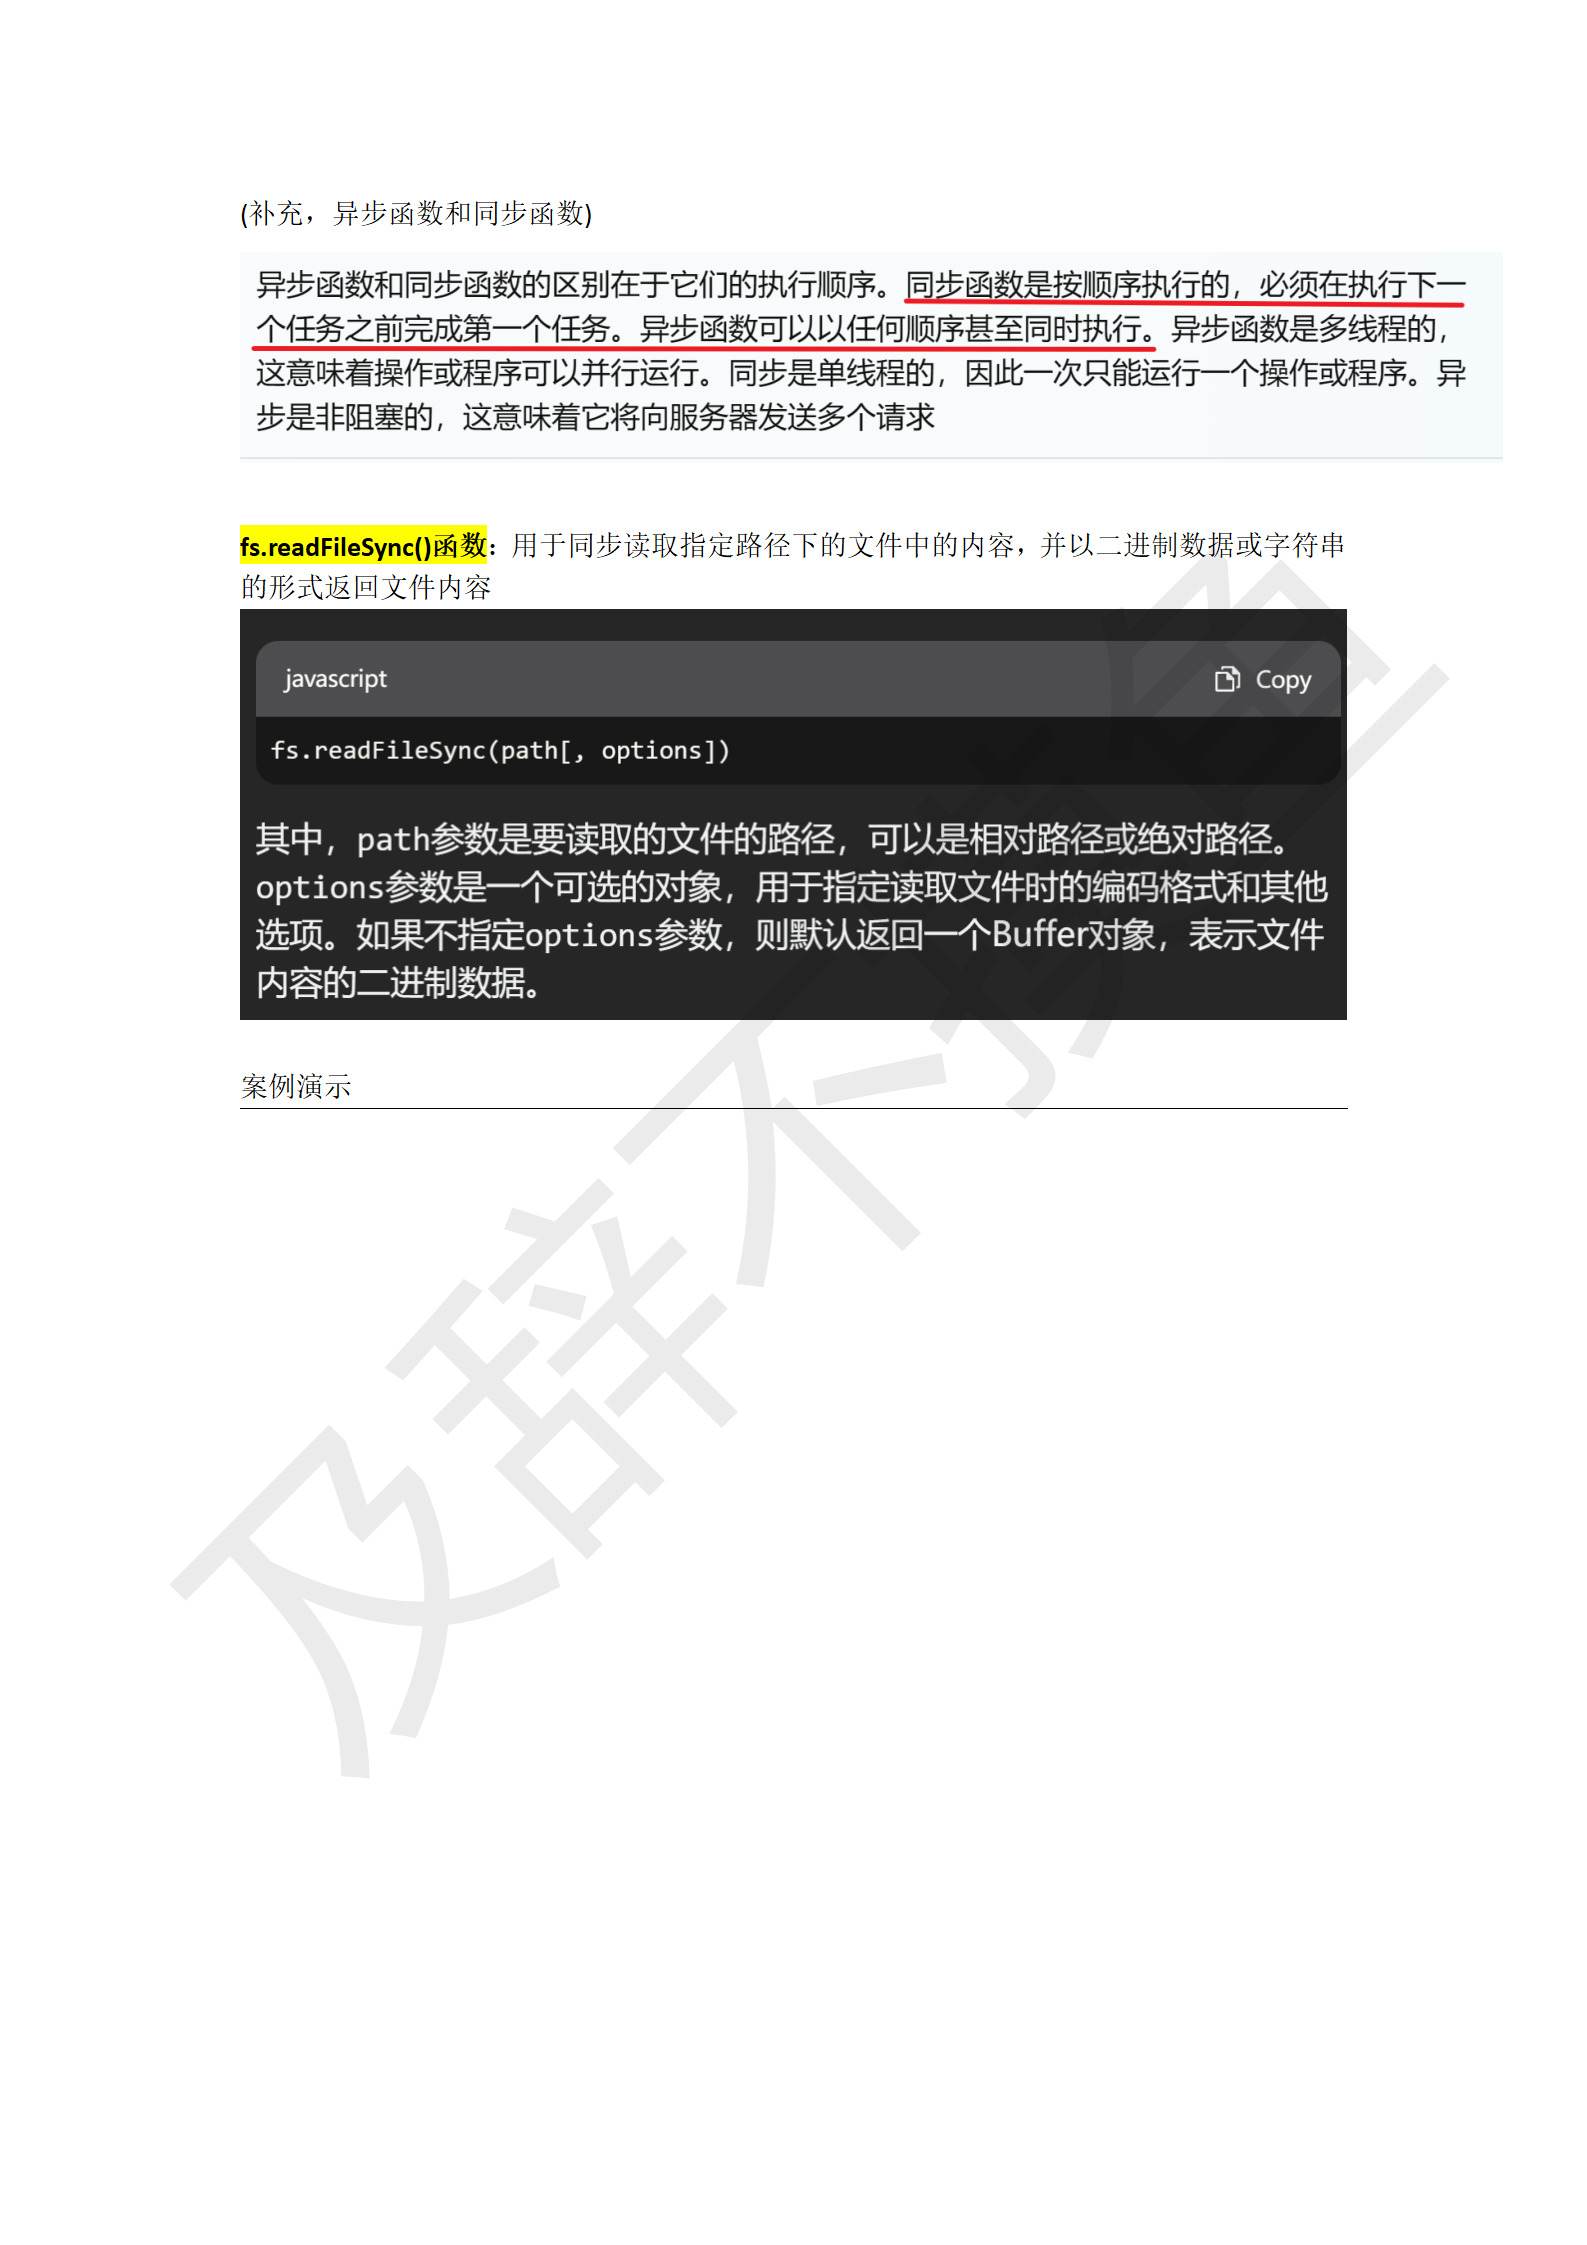 (补充，异步函数和同步函数)
异步函数和同步函数的区别在于它们的执行顺序。同步函数是按顺序执行的，必须在执行下一
个任务之前完成第一个任务。异步函数可以以任何顺序甚至同时执行。异步函数是多线程的，
这意味着操作或程序可以并行运行。同步是单线程的，因此一次只能运行一个操作或程序。异
步是非阻塞的，这意味着它将向服务器发送多个请求
fs.readFileSync()函数：用于同步读取指定路径下的文件中的内容，并以二进制数据或字符串
的形式返回文件内容
javascript Copy
fs.readFileSync(path[, options])
其中，path参数是要读取的文件的路径，可以是相对路径或绝对路径。
options参数是一个可选的对象，用于指定读取文件时的编码格式和其他
选项。如果不指定options参数，则默认返回一个Buffer对象，表示文件
内容的二进制数据。
案例演示
及辞不摸鱼